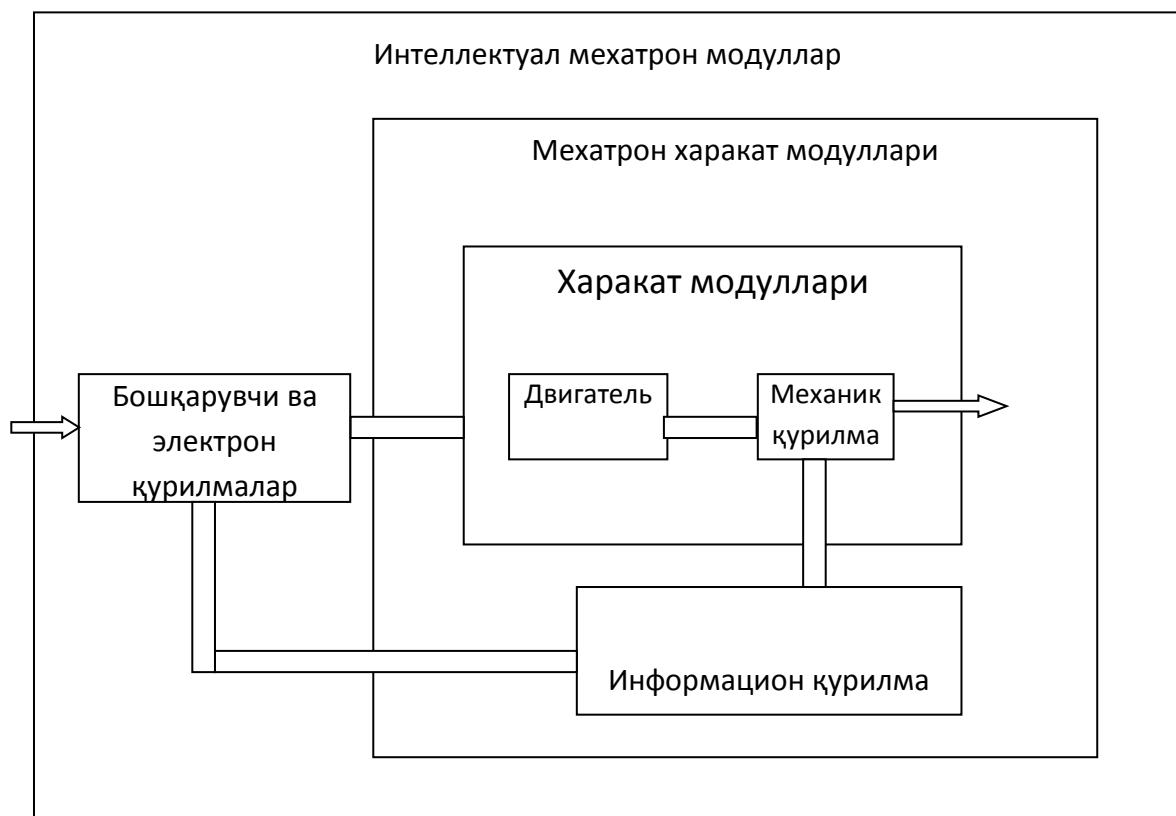 Интеллектуал мехатрон модуллар
Мехатрон харакат модуллари
Харакат модуллари
Двигатель
Механик
қурилма
Бошқарувчи ва
электрон
қурилмалар
Информацион қурилма